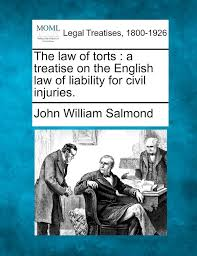 MOML
Legal Treatises, 1800-1926
The law of torts : a
treatise on the English
law of liability for civil
injuries.
John William Salmond